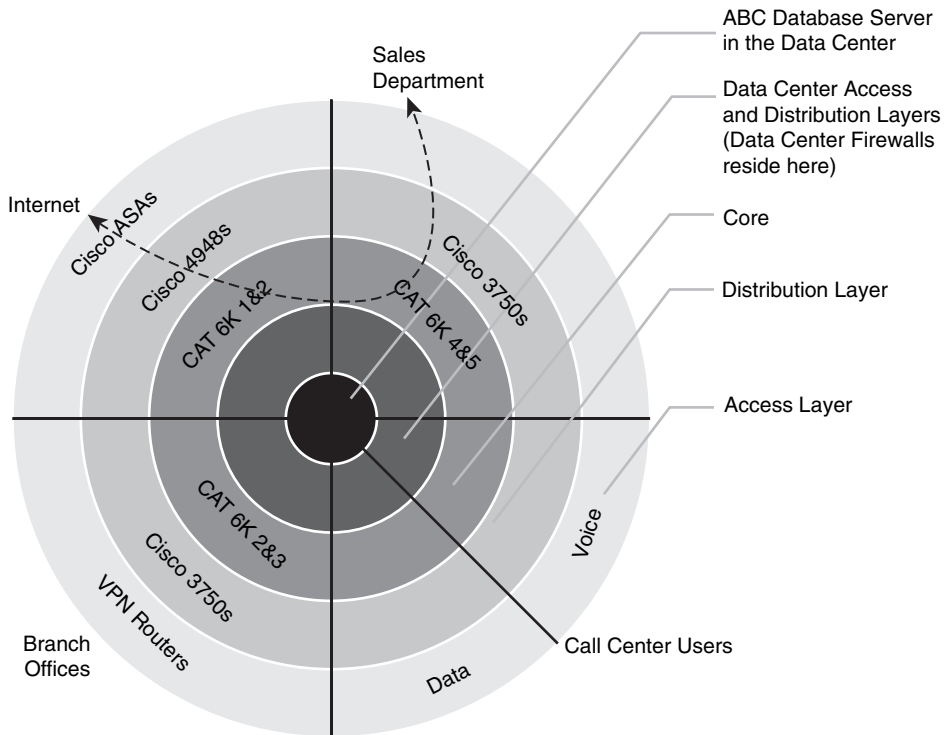 ABC Database Server
in the Data Center
Sales
Department
Data Center Access
and Distribution Layers
(Data Center Firewalls
reside here)
Internet
Cisco ASAs
Cisco 4948s
CAT 6K 1&2
CAT 6K 4&5
Cisco 3750s
Core
Distribution Layer
Access Layer
CAT 6K 2&3
Cisco 3750s
VPN Routers
Voice
Branch
Offices
Data
Call Center Users